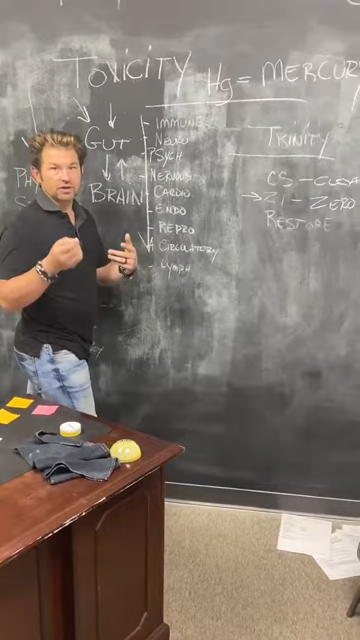 TOXICITY
Hg = MERCURY
GUT
BRAIN
IMMUNE
NEURO
PSYCH
NERVOUS
CARDIO
ENDO
REPRO
CIRCULATORY
LYMPH
TRINITY
CS - CLEA
Z1 - ZERO
RESTORE